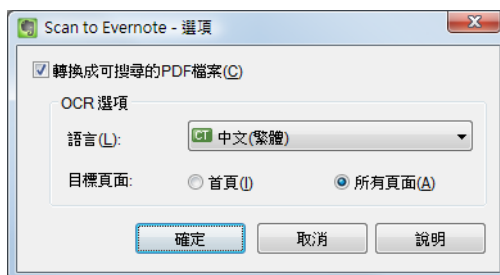 Scan to Evernote - 選項
轉換成可搜尋的PDF檔案(C)
OCR 選項
語言(L): CT 中文(繁體)
目標頁面: 首頁(I) 所有頁面(A)
確定 取消 說明